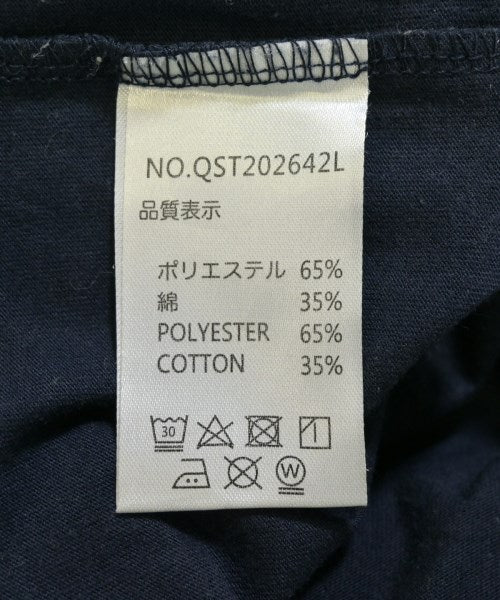 NO.QST202642L
品質表示
ポリエステル 65%
綿 35%
POLYESTER 65%
COTTON 35%
30
W